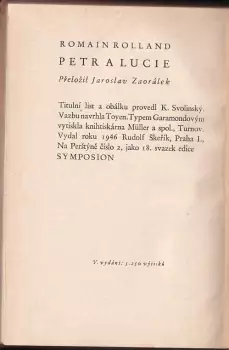 ROMAIN ROLLAND
PETR A LUCIE
Přeložil Jaroslav Zaorálek
Titulní list a obálku provedl K. Svolinský.
Vazbu navrhla Toyen. Typem Garamondovým
vytiskla knihtiskárna Müller a spol., Turnov.
Vydal roku 1946 Rudolf Škeřík, Praha I.,
Na Perštýně číslo 2, jako 18. svazek edice
SYMPOSION
V. vydání: 5.250 výtisků